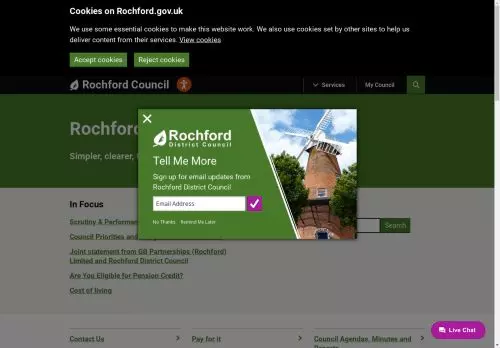 Cookies on Rochford.gov.uk
We use some essential cookies to make this website work. We also use cookies set by other sites to help us
deliver content from their services. View cookies
Accept cookies
Reject cookies
Rochford Council
Services
My Council
Rochford
Simpler, clearer,
Rochford
District Council
Tell Me More
Sign up for email updates from
Rochford District Council
Email Address
No Thanks
Remind Me Later
In Focus
Scrutiny & Performan
Council Priorities and
Joint statement from GB Partnerships (Rochford)
Limited and Rochford District Council
Are You Eligible for Pension Credit?
Cost of living
Search
Live Chat
Contact Us
Pay for it
Council Agendas, Minutes and
Reports